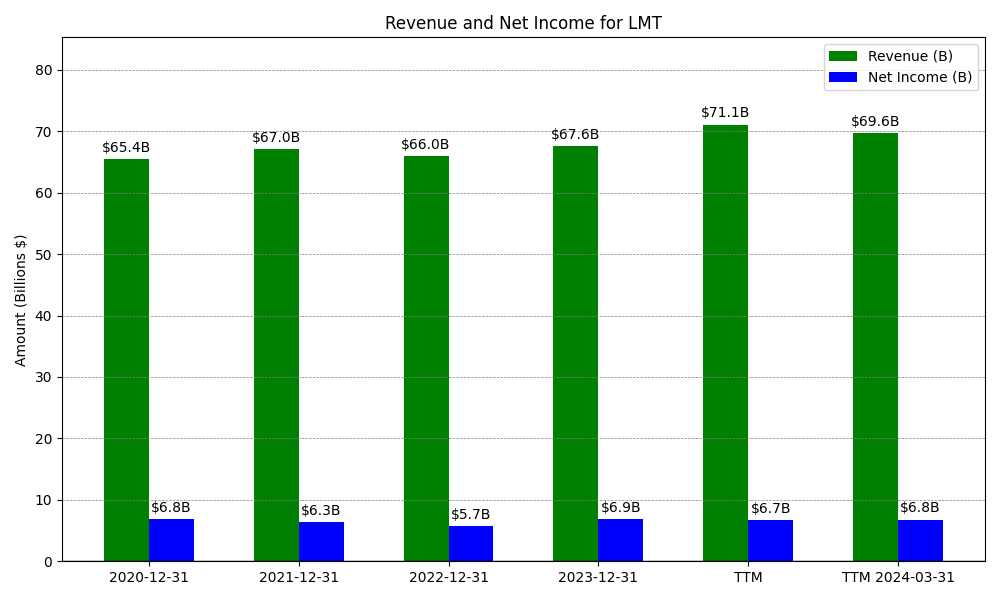 Revenue and Net Income for LMT
Revenue (B)
Net Income (B)
Amount (Billions $)
80
70
60
50
40
30
20
10
0
$65.4B
$67.0B
$66.0B
$67.6B
$71.1B
$69.6B
$6.8B
$6.3B
$5.7B
$6.9B
$6.7B
$6.8B
2020-12-31
2021-12-31
2022-12-31
2023-12-31
TTM
TTM 2024-03-31